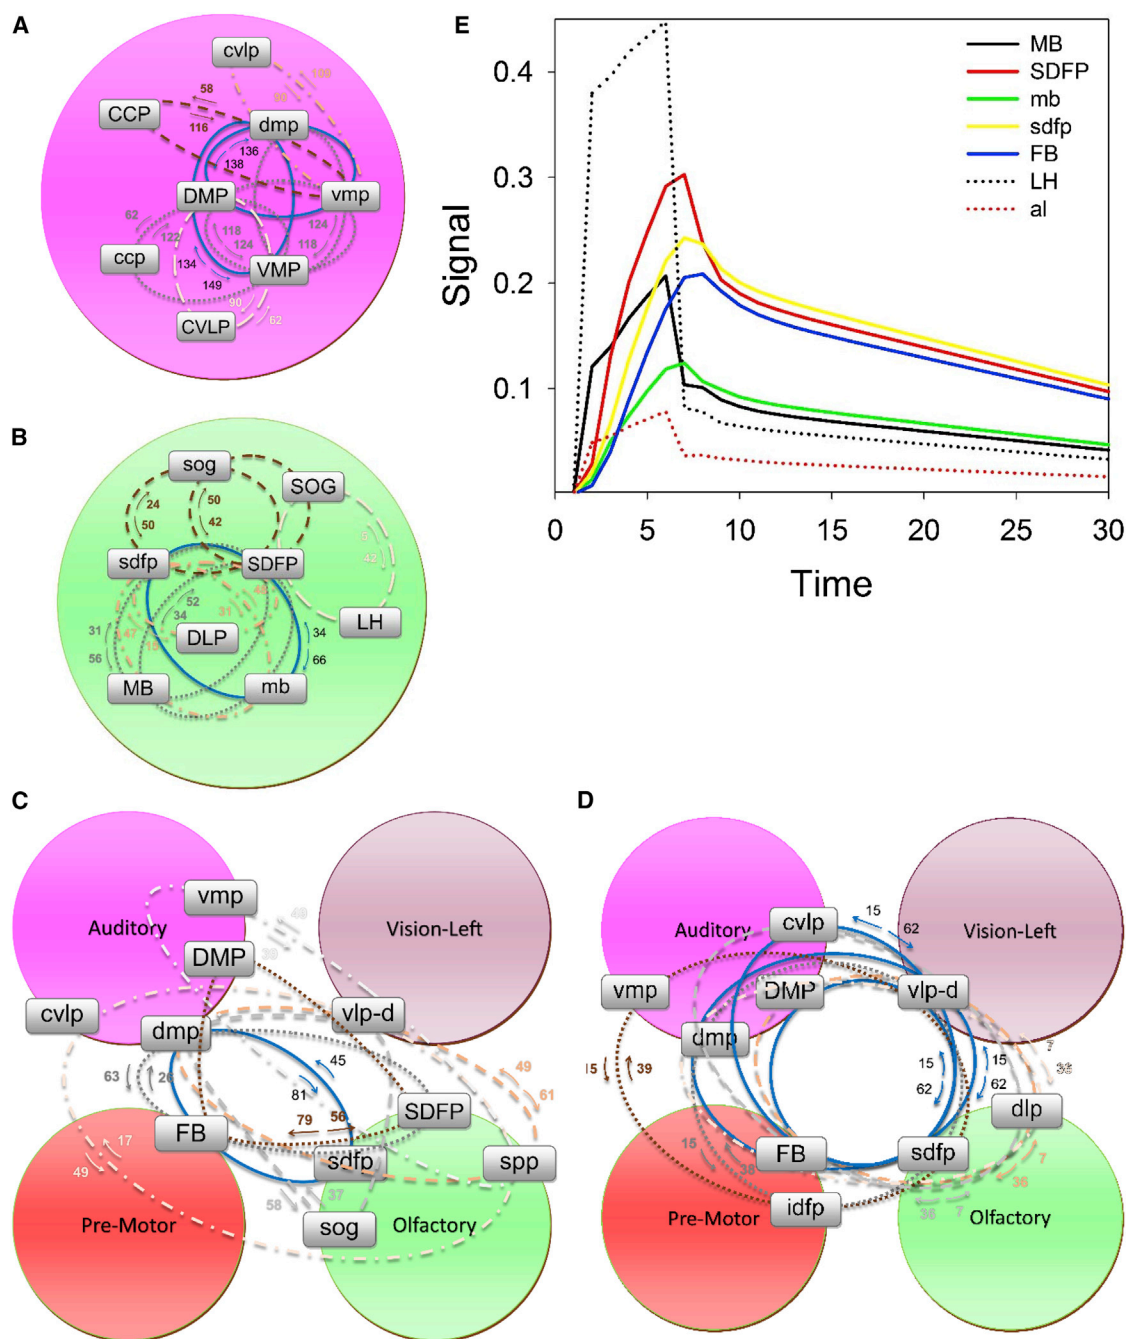 A
cvlp
109
90
CCP
58
116
dmp
136
138
DMP
vmp
62
122
118
124
124
118
ccp
134
VMP
149
90
62
CVLP
B
sog
SOG
24
50
50
42
42
sdfp
SDFP
52
34
31
31
47
56
DLP
LH
34
66
MB
mb
E
Signal
0.4
0.3
0.2
0.1
0
5
10
15
20
25
30
Time
MB
SDFP
mb
sdfp
FB
LH
al
C
vmp
Auditory
Vision-Left
DMP
cvlp
vlp-d
dmp
45
49
61
63
26
81
SDFP
79
56
FB
17
49
sdfp
spp
37
58
Pre-Motor
sog
Olfactory
D
15
62
cvlp
Auditory
Vision-Left
vmp
DMP
vlp-d
dmp
15
39
15
62
15
62
36
dlp
15
38
FB
sdfp
7
36
36
7
Pre-Motor
idfp
Olfactory